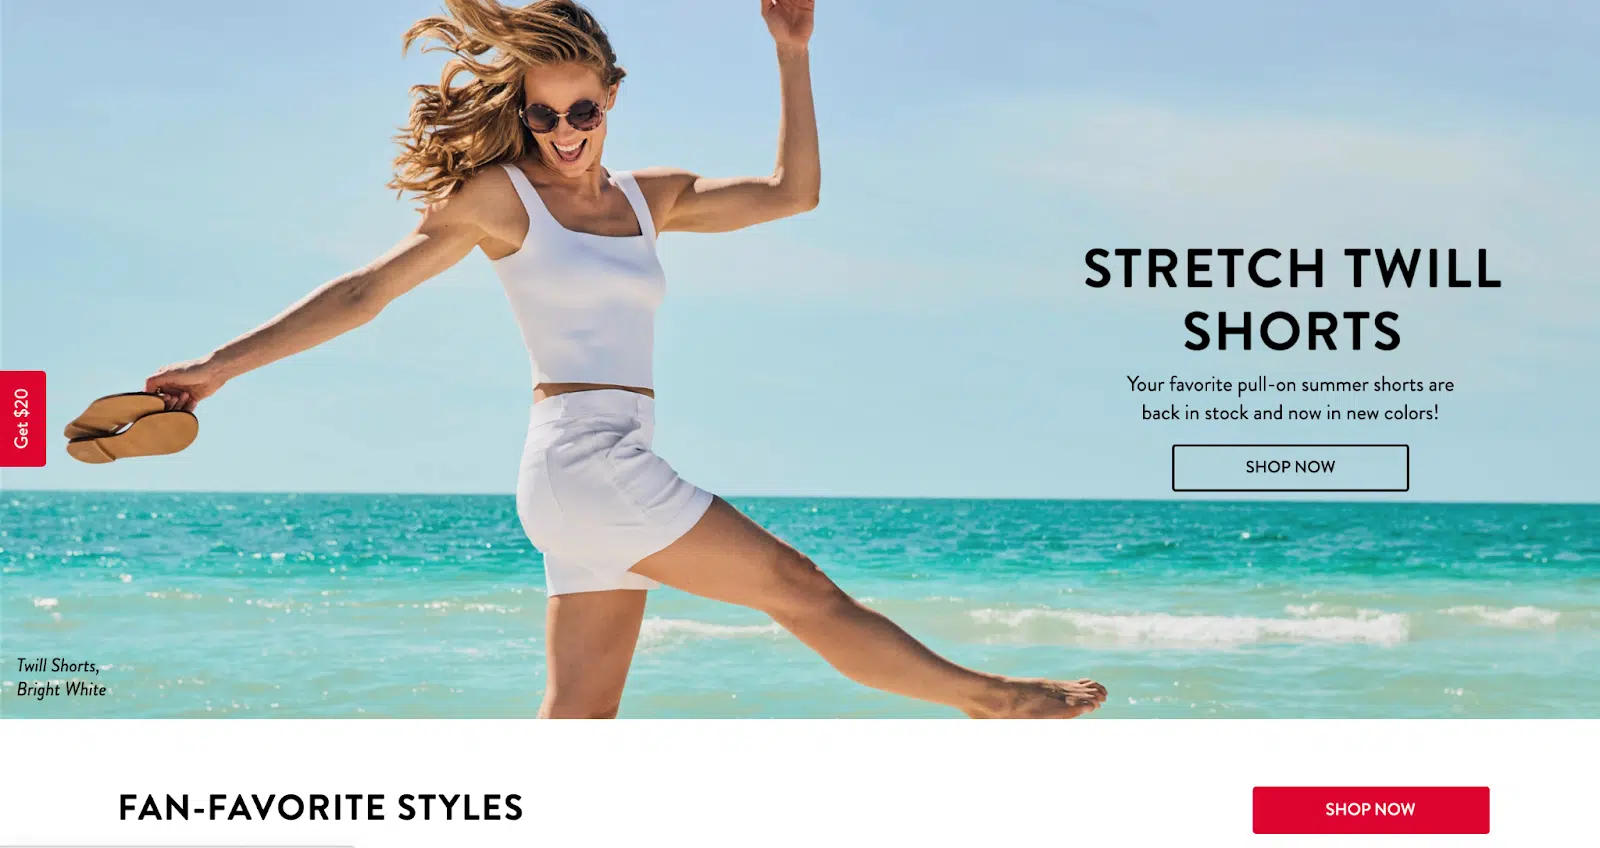 STRETCH TWILL
SHORTS
Your favorite pull-on summer shorts are
back in stock and now in new colors!
SHOP NOW
Get $20
Twill Shorts,
Bright White
FAN-FAVORITE STYLES
SHOP NOW